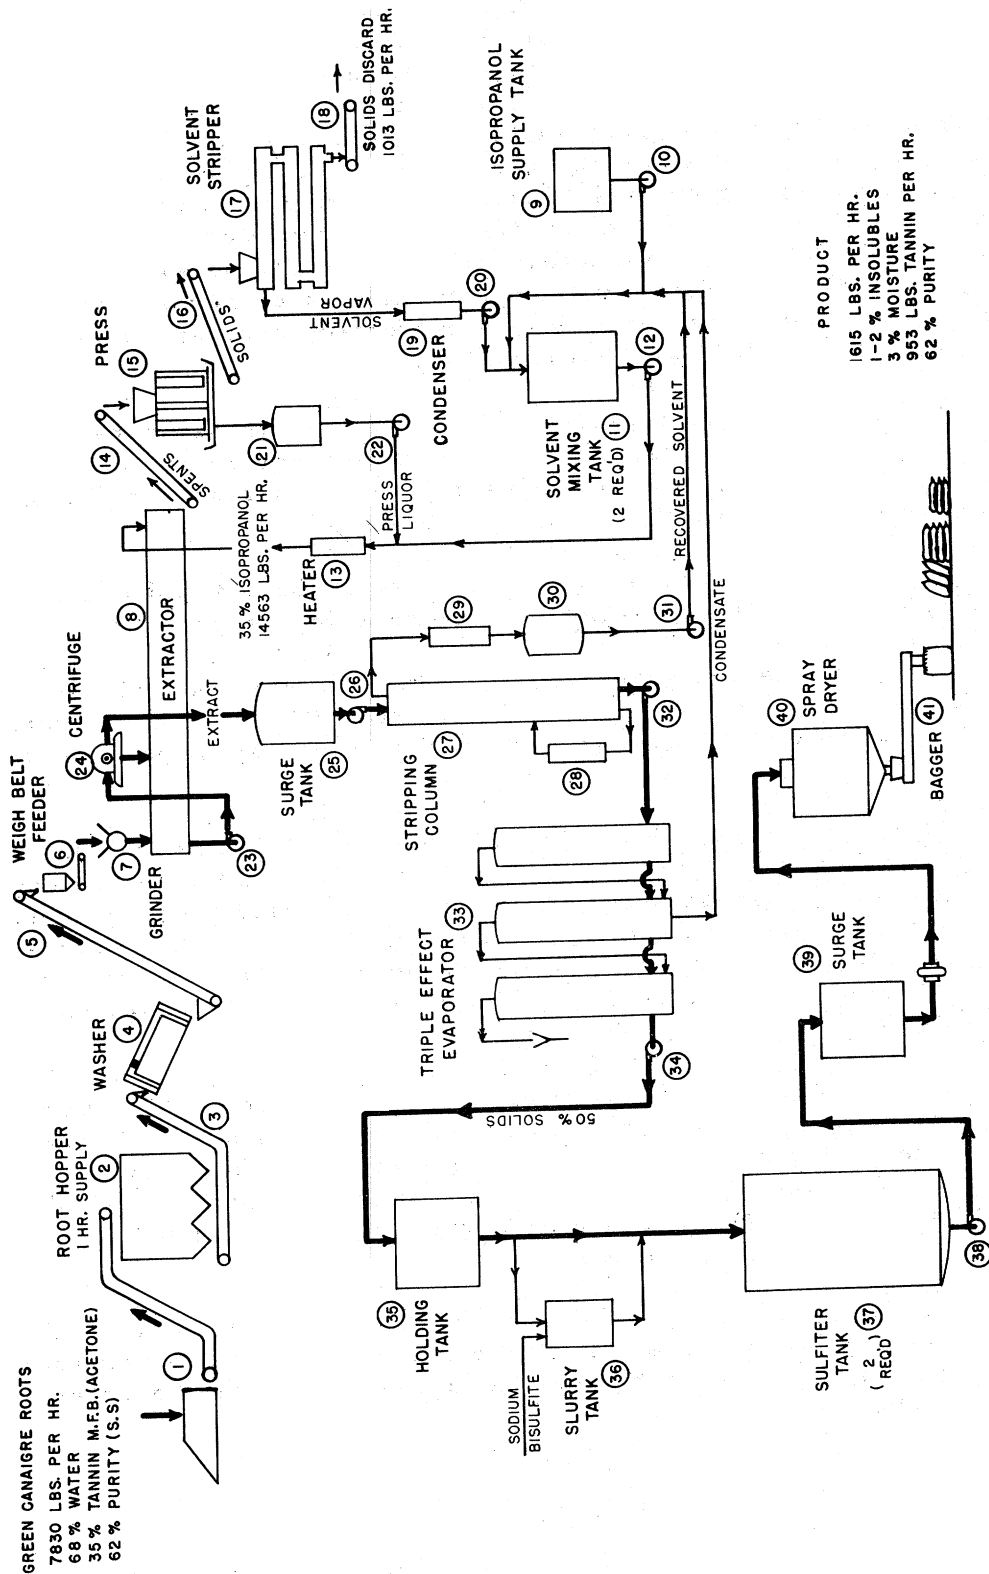 GREEN CANAIGRE ROOTS
7830 LBS. PER HR.
68 % WATER
35 % TANNIN M.F.B. (ACETONE)
62 % PURITY (S.S)
1
ROOT HOPPER
1 HR. SUPPLY
2
3
WASHER
4
5
WEIGH BELT
FEEDER
6
7
GRINDER
CENTRIFUGE
24
23
8
EXTRACTOR
EXTRACT
14
SPENTS
PRESS
15
16
SOLIDS
SOLVENT
STRIPPER
17
18
SOLIDS DISCARD
1013 LBS. PER HR.
35 % ISOPROPANOL
14563 LBS. PER HR.
HEATER
13
21
22
PRESS
LIQUOR
SOLVENT
VAPOR
19
CONDENSER
20
ISOPROPANOL
SUPPLY TANK
9
10
SOLVENT
MIXING
TANK
(2 REQ'D)
11
12
SURGE
TANK
25
26
STRIPPING
COLUMN
27
28
29
30
31
RECOVERED SOLVENT
CONDENSATE
32
TRIPLE EFFECT
EVAPORATOR
33
34
50% SOLIDS
35
HOLDING
TANK
SODIUM
BISULFITE
SLURRY
TANK
36
SULFITER
TANK
( 2 REQ'D)
37
38
39
SURGE
TANK
40
SPRAY
DRYER
BAGGER
41
PRODUCT
1615 LBS. PER HR.
1-2 % INSOLUBLES
3 % MOISTURE
953 LBS. TANNIN PER HR.
62 % PURITY